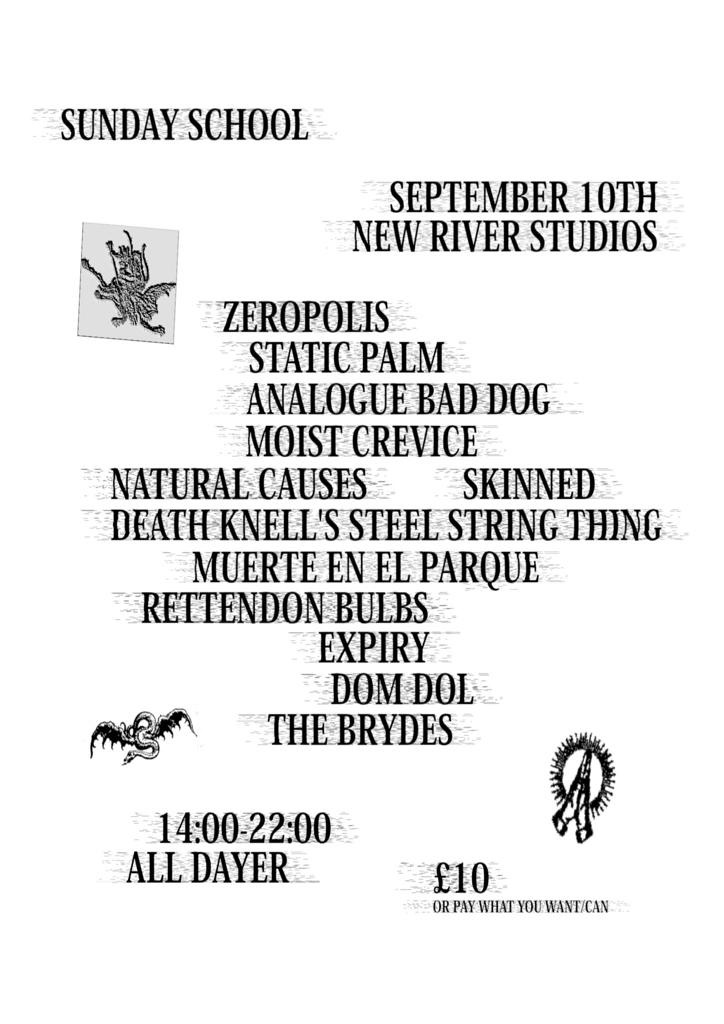 SUNDAY SCHOOL
SEPTEMBER 10TH
NEW RIVER STUDIOS
ZEROPOLIS
STATIC PALM
ANALOGUE BAD DOG
MOIST CREVICE
NATURAL CAUSES SKINNED
DEATH KNELL'S STEEL STRING THING
MUERTE EN EL PARQUE
RETTENDON BULBS
EXPIRY
DOM DOL
THE BRYDES
14:00-22:00
ALL DAYER
£10
OR PAY WHAT YOU WANT/CAN